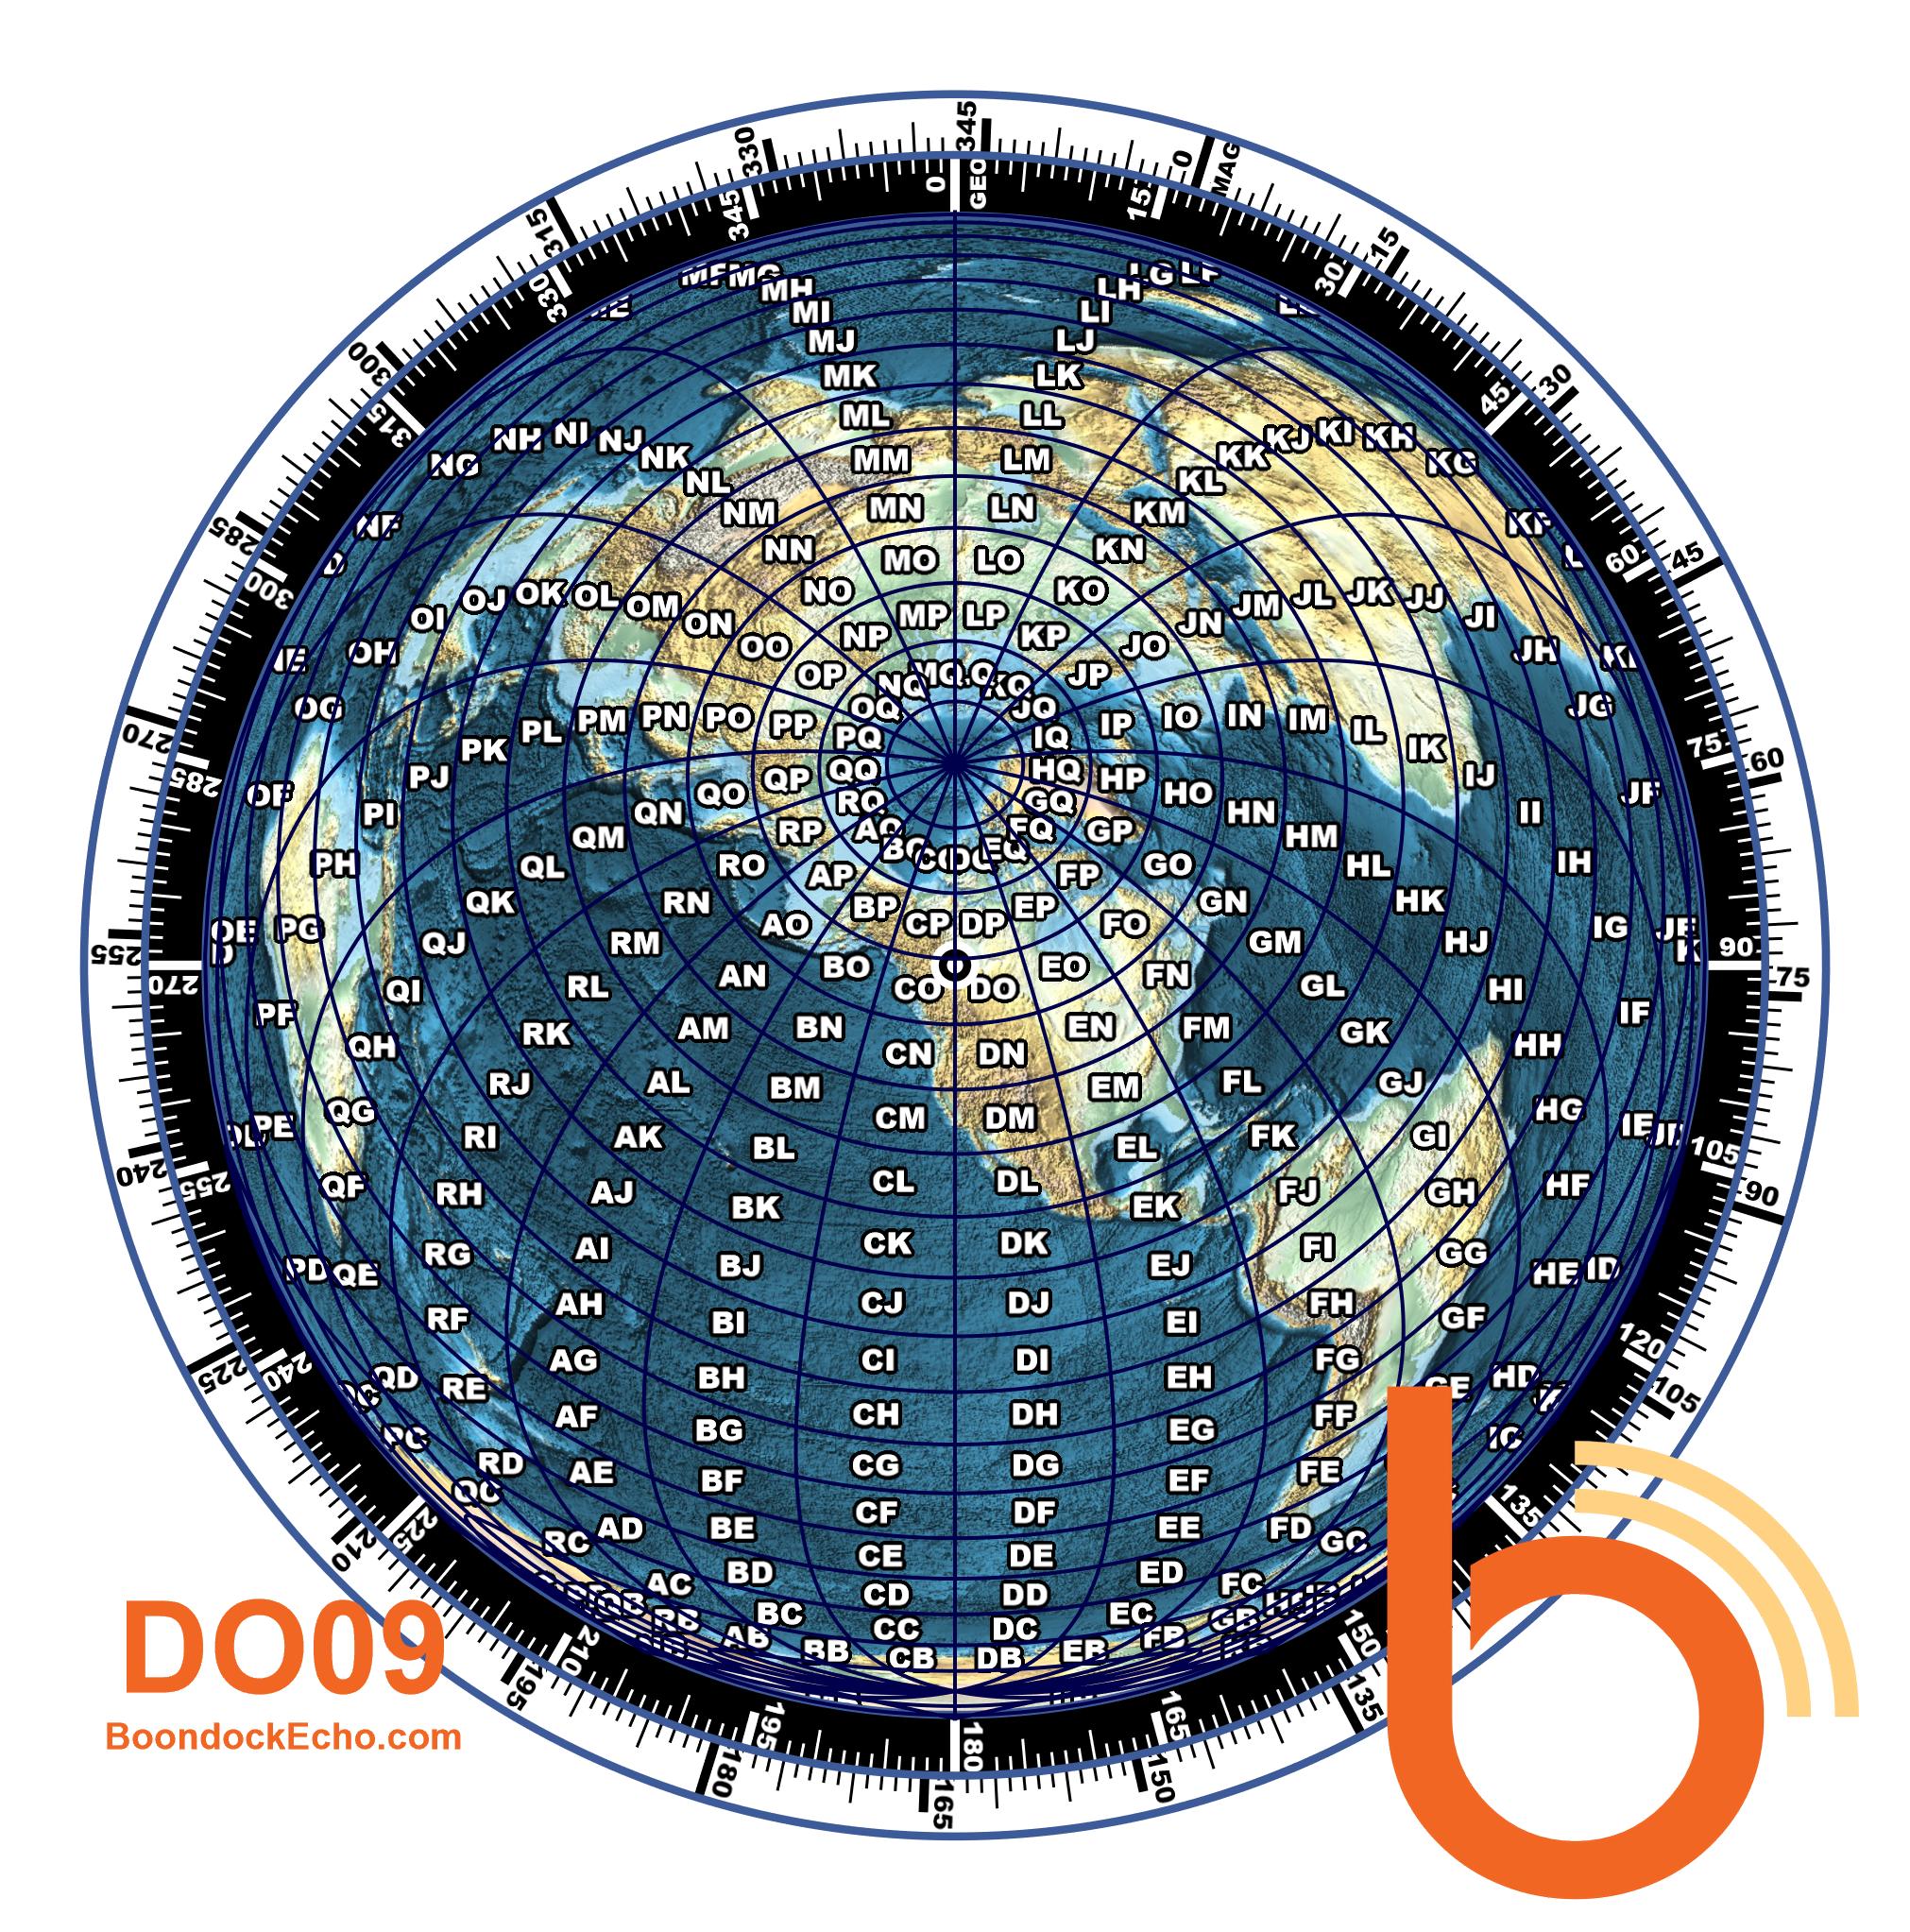 345
0 GEO
330
345
15
0 MAG
315
330
30
15
300
315
45
30
285
300
60
45
270
285
75
60
255
270
90
75
240
255
105
90
225
240
120
105
210
225
135
195
210
150
135
180
195
180
165
165
150
MF MG LG LF
MH LH
MI LI
MJ LJ
MK LK
ML LL
NH NI NJ KJ KI KH
NG NK MM LM KK KG
NL KL
NM MN LN KM
NF KF
NN MO LO KN
OJ OK OL NO KO JM JL JK JJ
OI OM ON MP LP JN JI
OH OO NP KP JO JH
OP NQ MQ KQ JP
OG OQ JQ JG
PL PM PN PO PP IP IO IN IM IL
PK PQ IQ IK
PJ QP QQ HQ HP IJ
OF QO HO JF
PI QN RQ GQ HN II
QM RP AQ FQ GP HM
PH QL RO AP EQ FP GO HL IH
QK RN BP EP GN HK
OE PG AO CP DP FO IG JE
QJ RM GM HJ
QI RL AN BO CO O DO EO FN GL HI
PF RK AM BN EN FM GK IF
QH CN DN HH
RJ AL BM EM FL GJ
QG CM DM HG
PE RI AK BL EL FK GI IE
QF RH AJ BK CL DL EK FJ GH HF
RG AI CK DK FI GG
PD QE BJ EJ HE ID
RF AH BI CJ DJ EI FH GF
AG BH CI DI EH FG
QD RE HD
AF BG CH DH EG FF
PC IC
RD AE BF CG DG EF FE
QC
RC AD BE CF DF EE FD GC
BD CE DE ED
AC CD DD FC
RB BC CC DC EC GB
AB BB CB DB EB FB
DO09
BoondockEcho.com
b